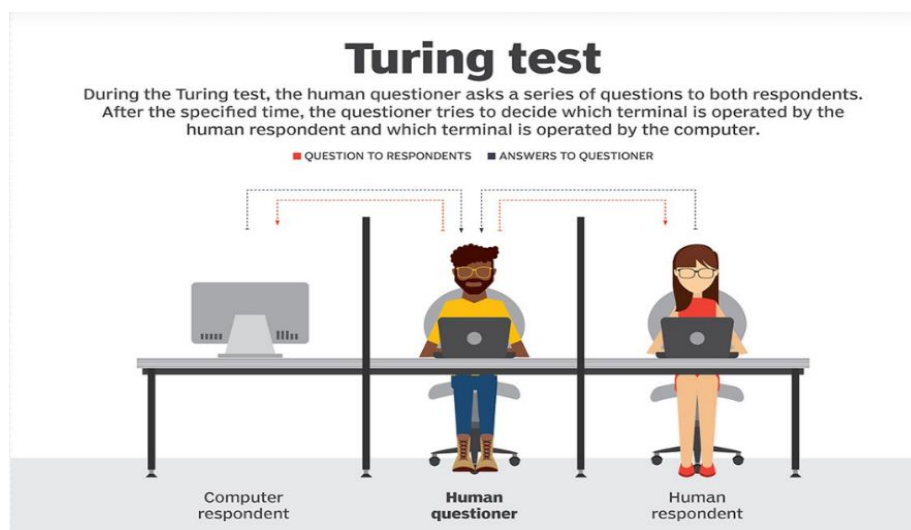 Turing test
During the Turing test, the human questioner asks a series of questions to both respondents.
After the specified time, the questioner tries to decide which terminal is operated by the
human respondent and which terminal is operated by the computer.
QUESTION TO RESPONDENTS ANSWERS TO QUESTIONER
Computer respondent
Human questioner
Human respondent